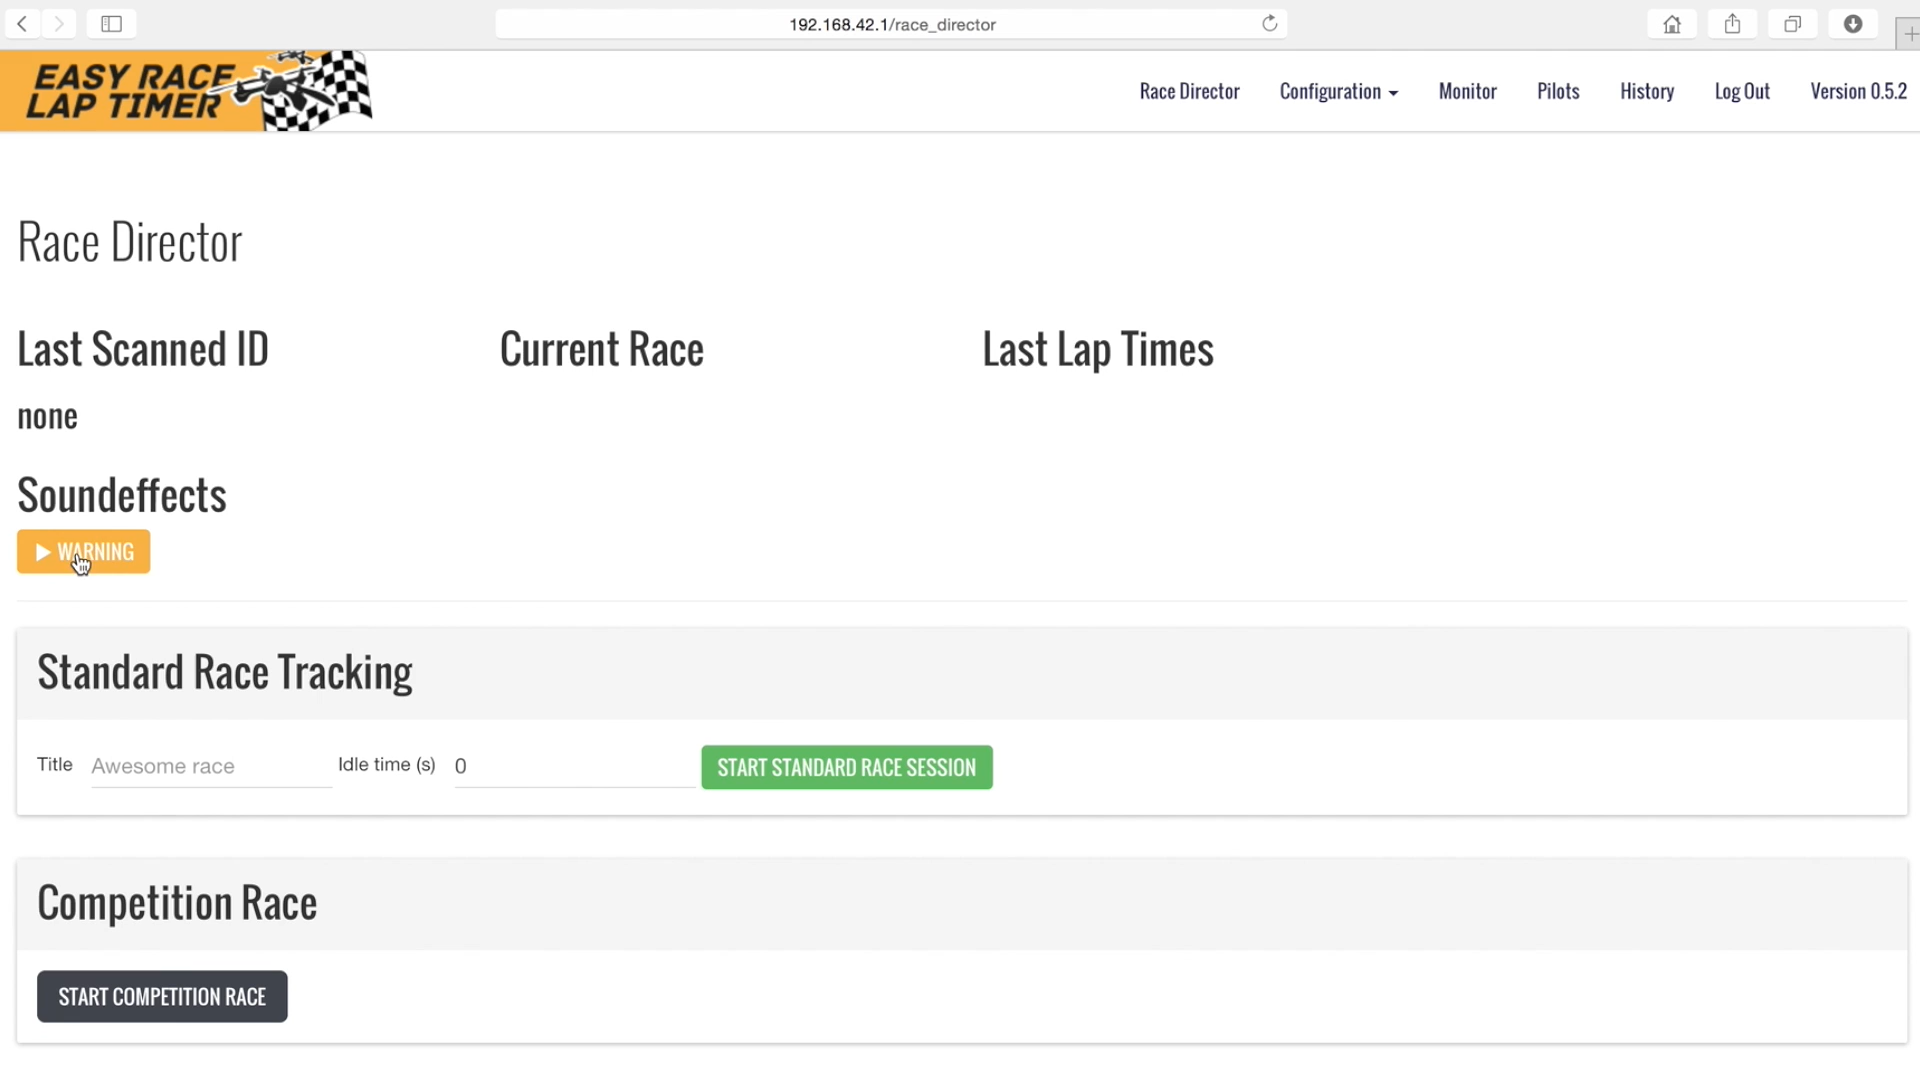 192.168.42.1/race_director
EASY RACE
LAP TIMER
Race Director
Configuration
Monitor
Pilots
History
Log Out
Version 0.5.2
Race Director
Last Scanned ID
Current Race
Last Lap Times
none
Soundeffects
WARNING
Standard Race Tracking
Title
Awesome race
Idle time (s)
0
START STANDARD RACE SESSION
Competition Race
START COMPETITION RACE